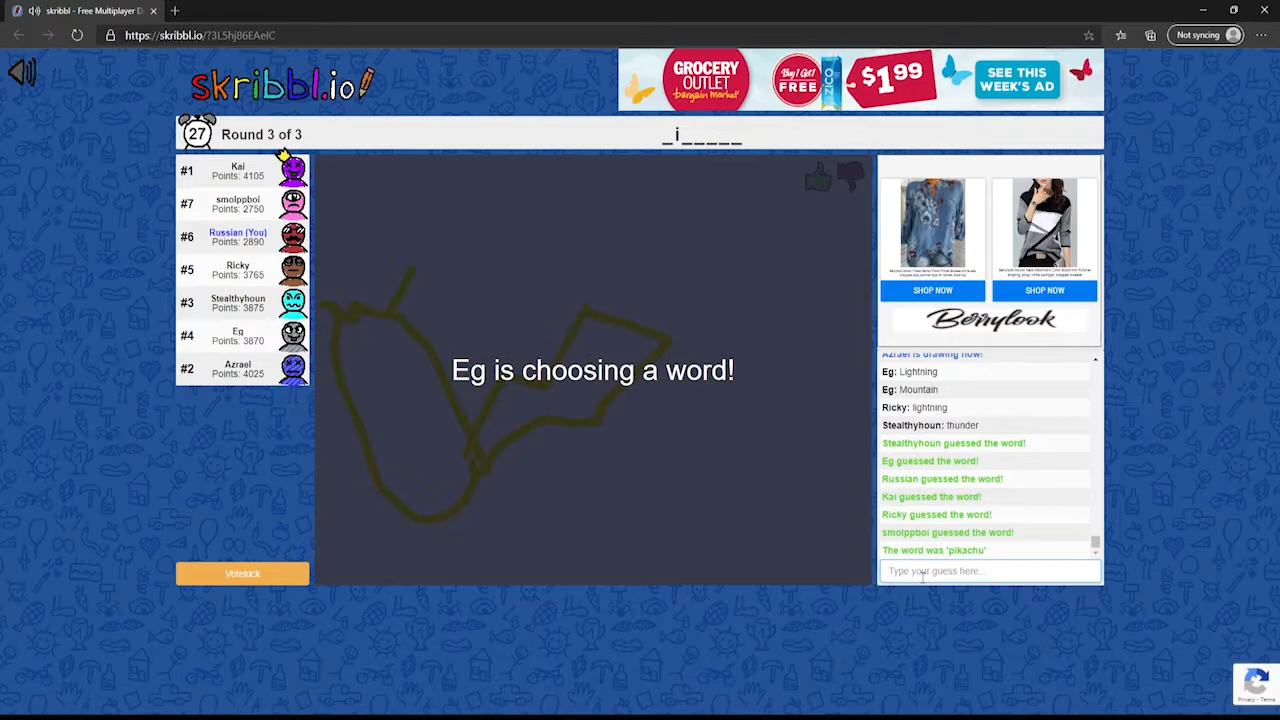 skribbl - Free Multiplayer D
https://skribbl.io/?3L5hj86EAeIC
Not syncing
skribbl.io
GROCERY
OUTLET
bargain market
Buy 1 Get 1
FREE
ZICO
$1.99
SEE THIS
WEEK'S AD
27
Round 3 of 3
_i_____
#1
Kai
Points: 4105
#7
smolppboi
Points: 2750
#6
Russian (You)
Points: 2890
#5
Ricky
Points: 3765
#3
Stealthyhoun
Points: 3875
#4
Eg
Points: 3870
#2
Azrael
Points: 4025
Votekick
Eg is choosing a word!
SHOP NOW
SHOP NOW
Berrylook
Azrael is drawing now!
Eg: Lightning
Eg: Mountain
Ricky: lightning
Stealthyhoun: thunder
Stealthyhoun guessed the word!
Eg guessed the word!
Russian guessed the word!
Kai guessed the word!
Ricky guessed the word!
smolppboi guessed the word!
The word was 'pikachu'
Type your guess here...
Privacy - Terms